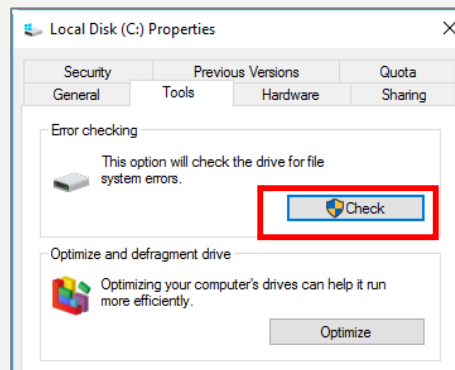 Local Disk (C:) Properties
Security Previous Versions Quota
General Tools Hardware Sharing
Error checking
This option will check the drive for file
system errors.
Check
Optimize and defragment drive
Optimizing your computer's drives can help it run
more efficiently.
Optimize